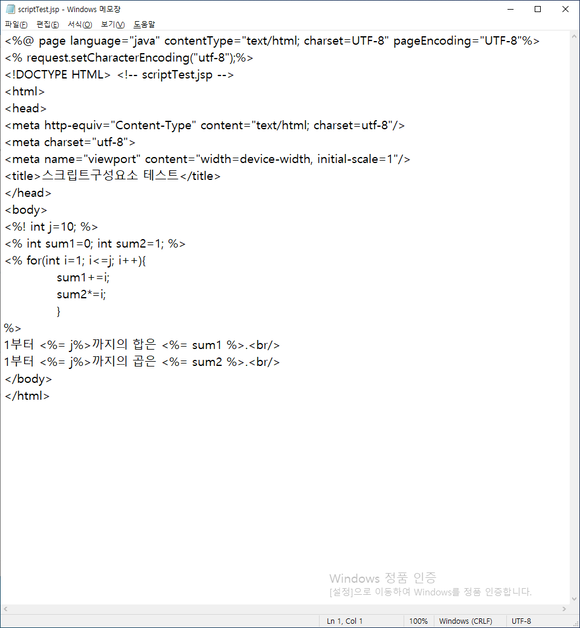 scriptTest.jsp - Windows 메모장
파일(F) 편집(E) 서식(O) 보기(V) 도움말
<%@ page language="java" contentType="text/html; charset=UTF-8" pageEncoding="UTF-8"%>
<% request.setCharacterEncoding("utf-8");%>
<!DOCTYPE HTML> <!-- scriptTest.jsp -->
<html>
<head>
<meta http-equiv="Content-Type" content="text/html; charset=utf-8"/>
<meta charset="utf-8">
<meta name="viewport" content="width=device-width, initial-scale=1"/>
<title>스크립트구성요소 테스트</title>
</head>
<body>
<%! int j=10; %>
<% int sum1=0; int sum2=1; %>
<% for(int i=1; i<=j; i++){
sum1+=i;
sum2*=i;
}
%>
1부터 <%= j%>까지의 합은 <%= sum1 %>.<br/>
1부터 <%= j%>까지의 곱은 <%= sum2 %>.<br/>
</body>
</html>
Windows 정품 인증
[설정]으로 이동하여 Windows를 정품 인증합니다.
Ln 1, Col 1 100% Windows (CRLF) UTF-8